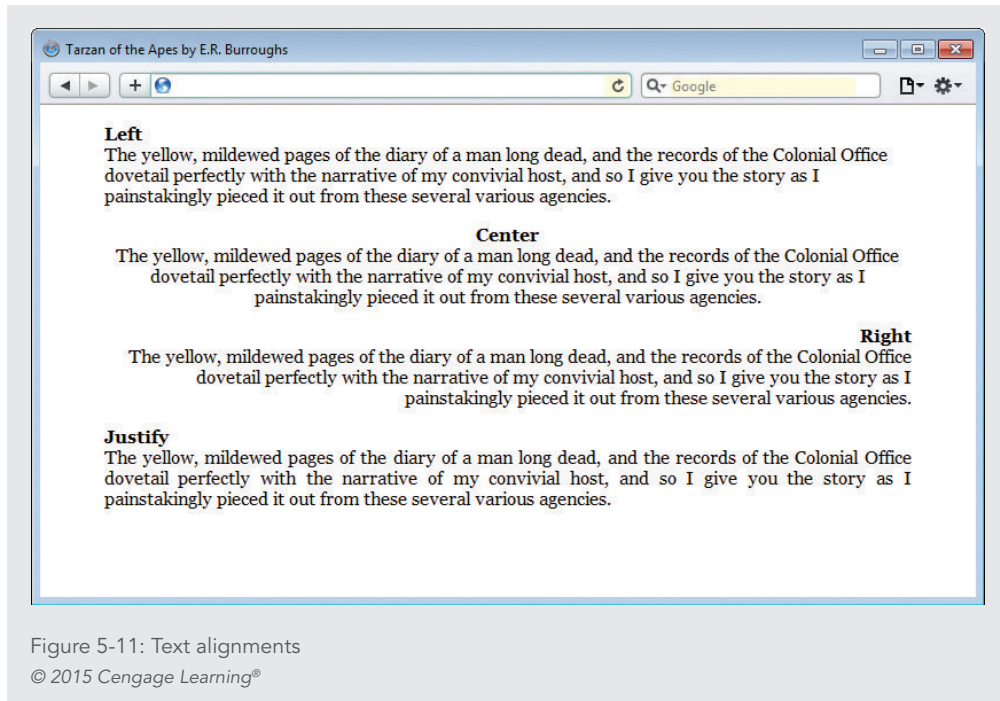 Tarzan of the Apes by E.R. Burroughs
Google
Left
The yellow, mildewed pages of the diary of a man long dead, and the records of the Colonial Office
dovetail perfectly with the narrative of my convivial host, and so I give you the story as I
painstakingly pieced it out from these several various agencies.
Center
The yellow, mildewed pages of the diary of a man long dead, and the records of the Colonial Office
dovetail perfectly with the narrative of my convivial host, and so I give you the story as I
painstakingly pieced it out from these several various agencies.
Right
The yellow, mildewed pages of the diary of a man long dead, and the records of the Colonial Office
dovetail perfectly with the narrative of my convivial host, and so I give you the story as I
painstakingly pieced it out from these several various agencies.
Justify
The yellow, mildewed pages of the diary of a man long dead, and the records of the Colonial Office
dovetail perfectly with the narrative of my convivial host, and so I give you the story as I
painstakingly pieced it out from these several various agencies.
Figure 5-11: Text alignments
© 2015 Cengage Learning®